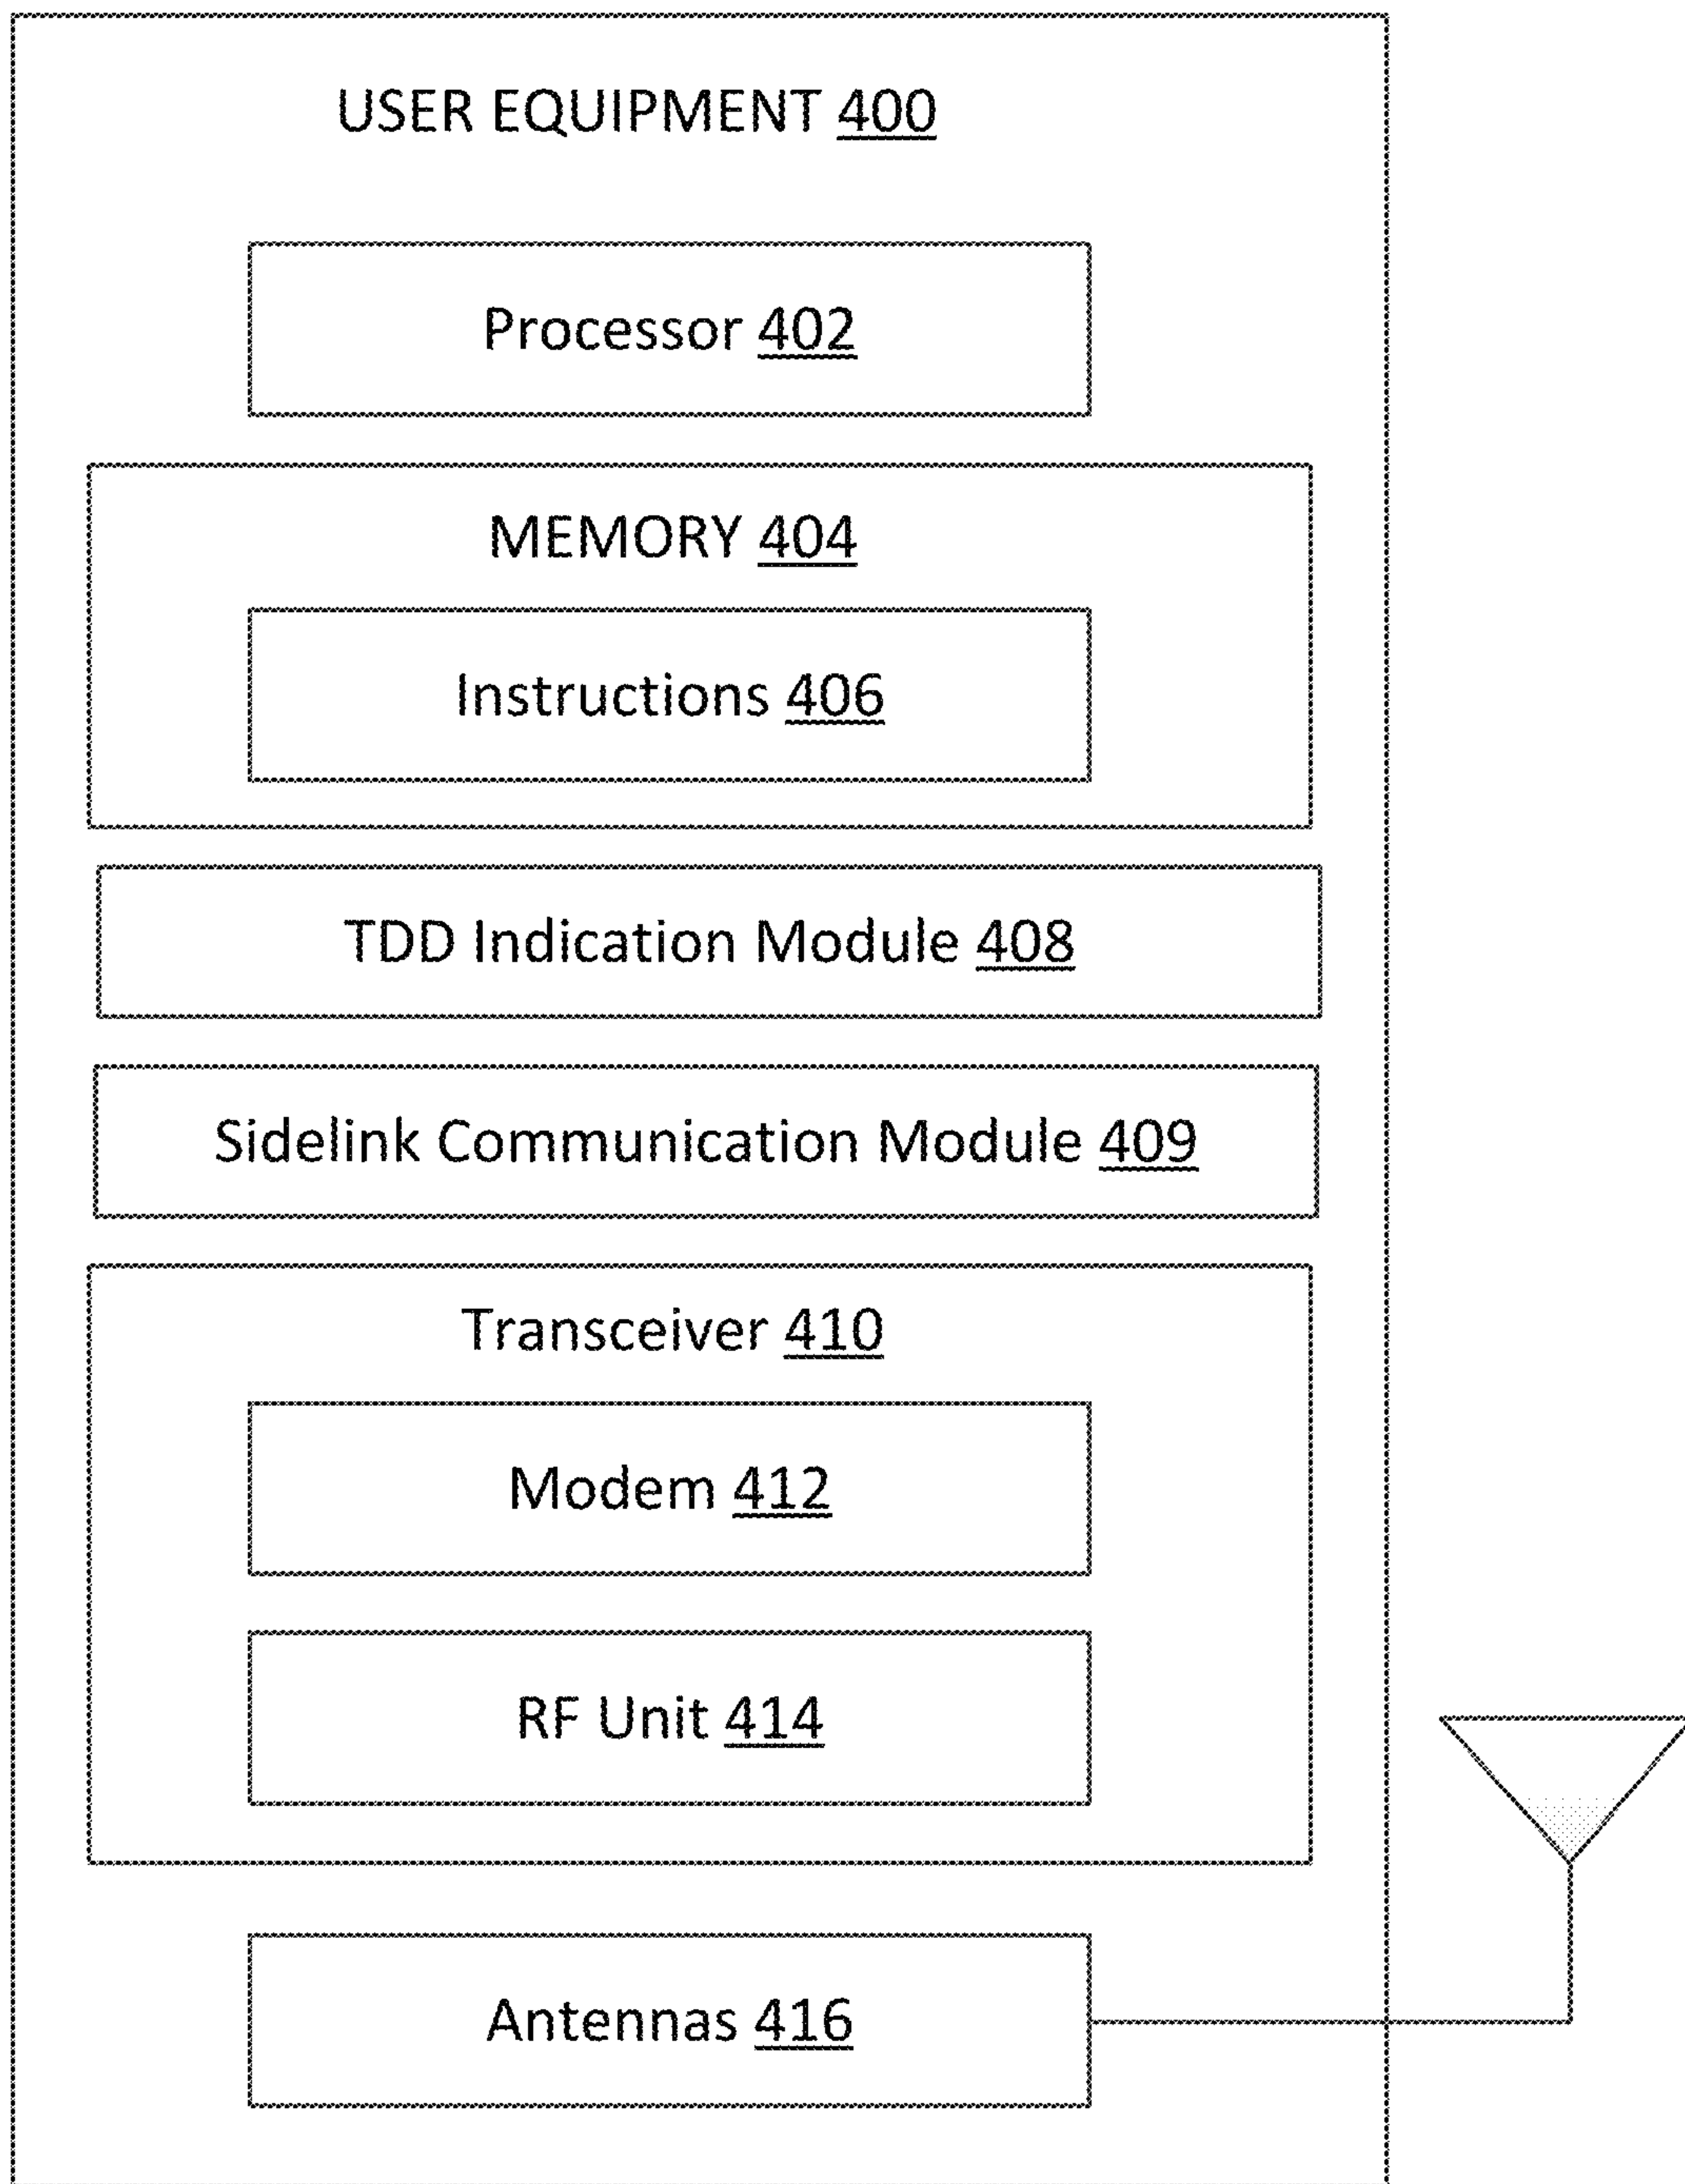 USER EQUIPMENT 400
Processor 402
MEMORY 404
Instructions 406
TDD Indication Module 408
Sidelink Communication Module 409
Transceiver 410
Modem 412
RF Unit 414
Antennas 416